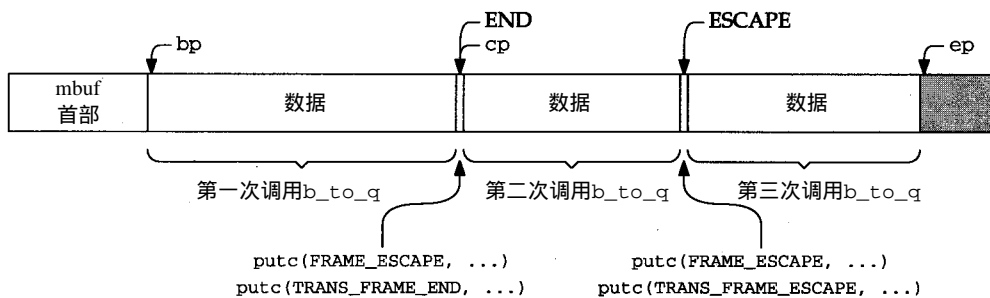 END
ESCAPE
bp
cp
ep
mbuf
首部
数据
数据
数据
第一次调用b_to_q
第二次调用b_to_q
第三次调用b_to_q
putc(FRAME_ESCAPE, ...)
putc(TRANS_FRAME_END, ...)
putc(FRAME_ESCAPE, ...)
putc(TRANS_FRAME_ESCAPE, ...)